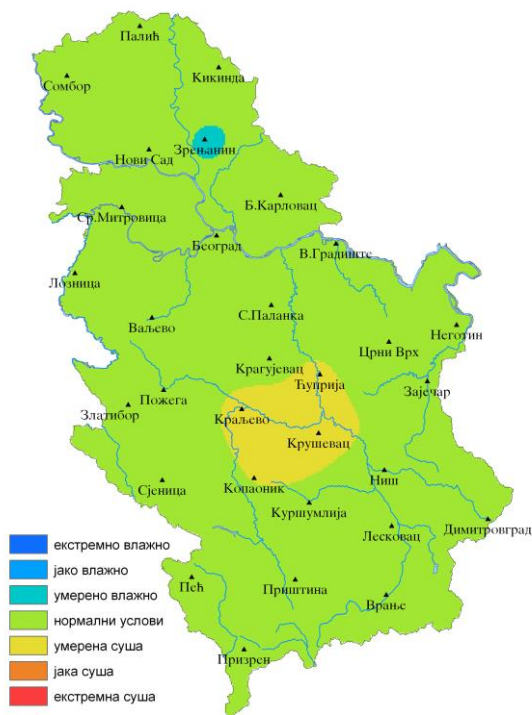 Палић
Кикинда
Сомбор
Зрењанин
Нови Сад
Б.Карловац
Ср.Митровица
Београд
В.Градиште
Лозница
С.Паланка
Ваљево
Неготин
Црни Врх
Крагујевац
Ћуприја
Зајечар
Пожега
Златибор
Краљево
Крушевац
Сјеница
Копаоник
Ниш
Куршумлија
Лесковац
Димитровград
Пећ
Приштина
Врање
Призрен
екстремно влажно
јако влажно
умерено влажно
нормални услови
умерена суша
јака суша
екстремна суша